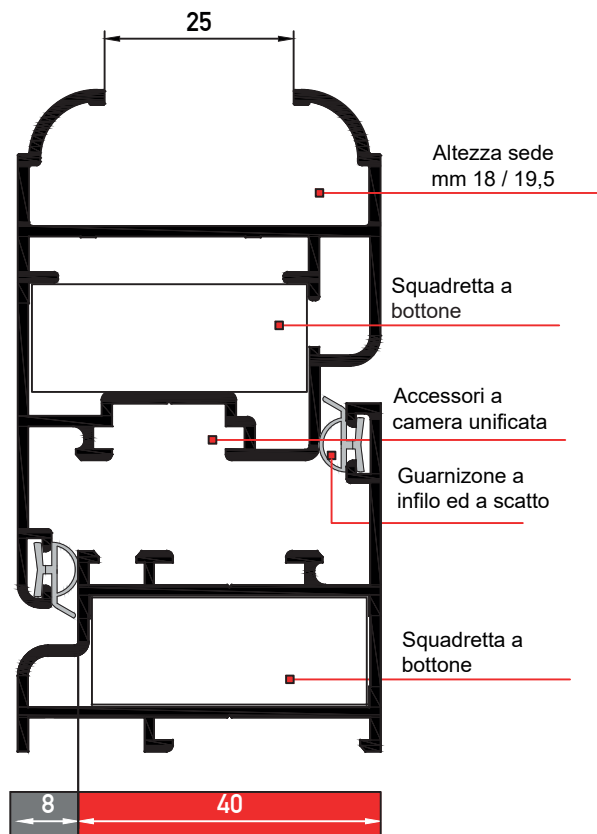 25
Altezza sede
mm 18 / 19,5
Squadretta a
bottone
Accessori a
camera unificata
Guarnizone a
infilo ed a scatto
Squadretta a
bottone
8
40